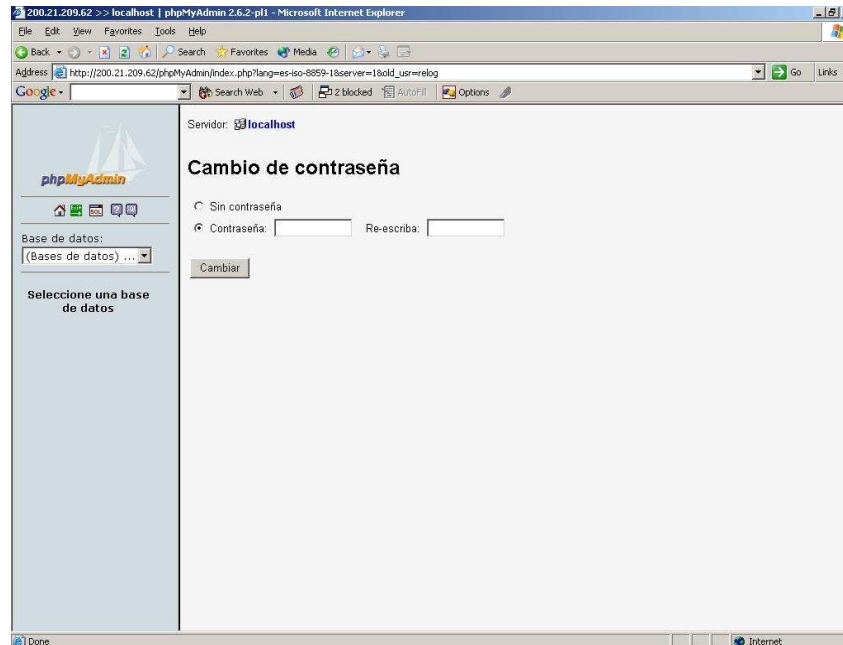 200.21.209.62 >> localhost | phpMyAdmin 2.6.2-pl1 - Microsoft Internet Explorer
File Edit View Favorites Tools Help
Back Search Favorites Media
Address http://200.21.209.62/phpMyAdmin/index.php?lang=es-iso-8859-1&server=1&old_usr=relog Go Links
Google Search Web 2 blocked AutoFill Options
Servidor: localhost
phpMyAdmin
Cambio de contraseña
SQL
Sin contraseña
Contraseña: Re-escriba:
Base de datos:
(Bases de datos) ...
Cambiar
Seleccione una base
de datos
Done Internet